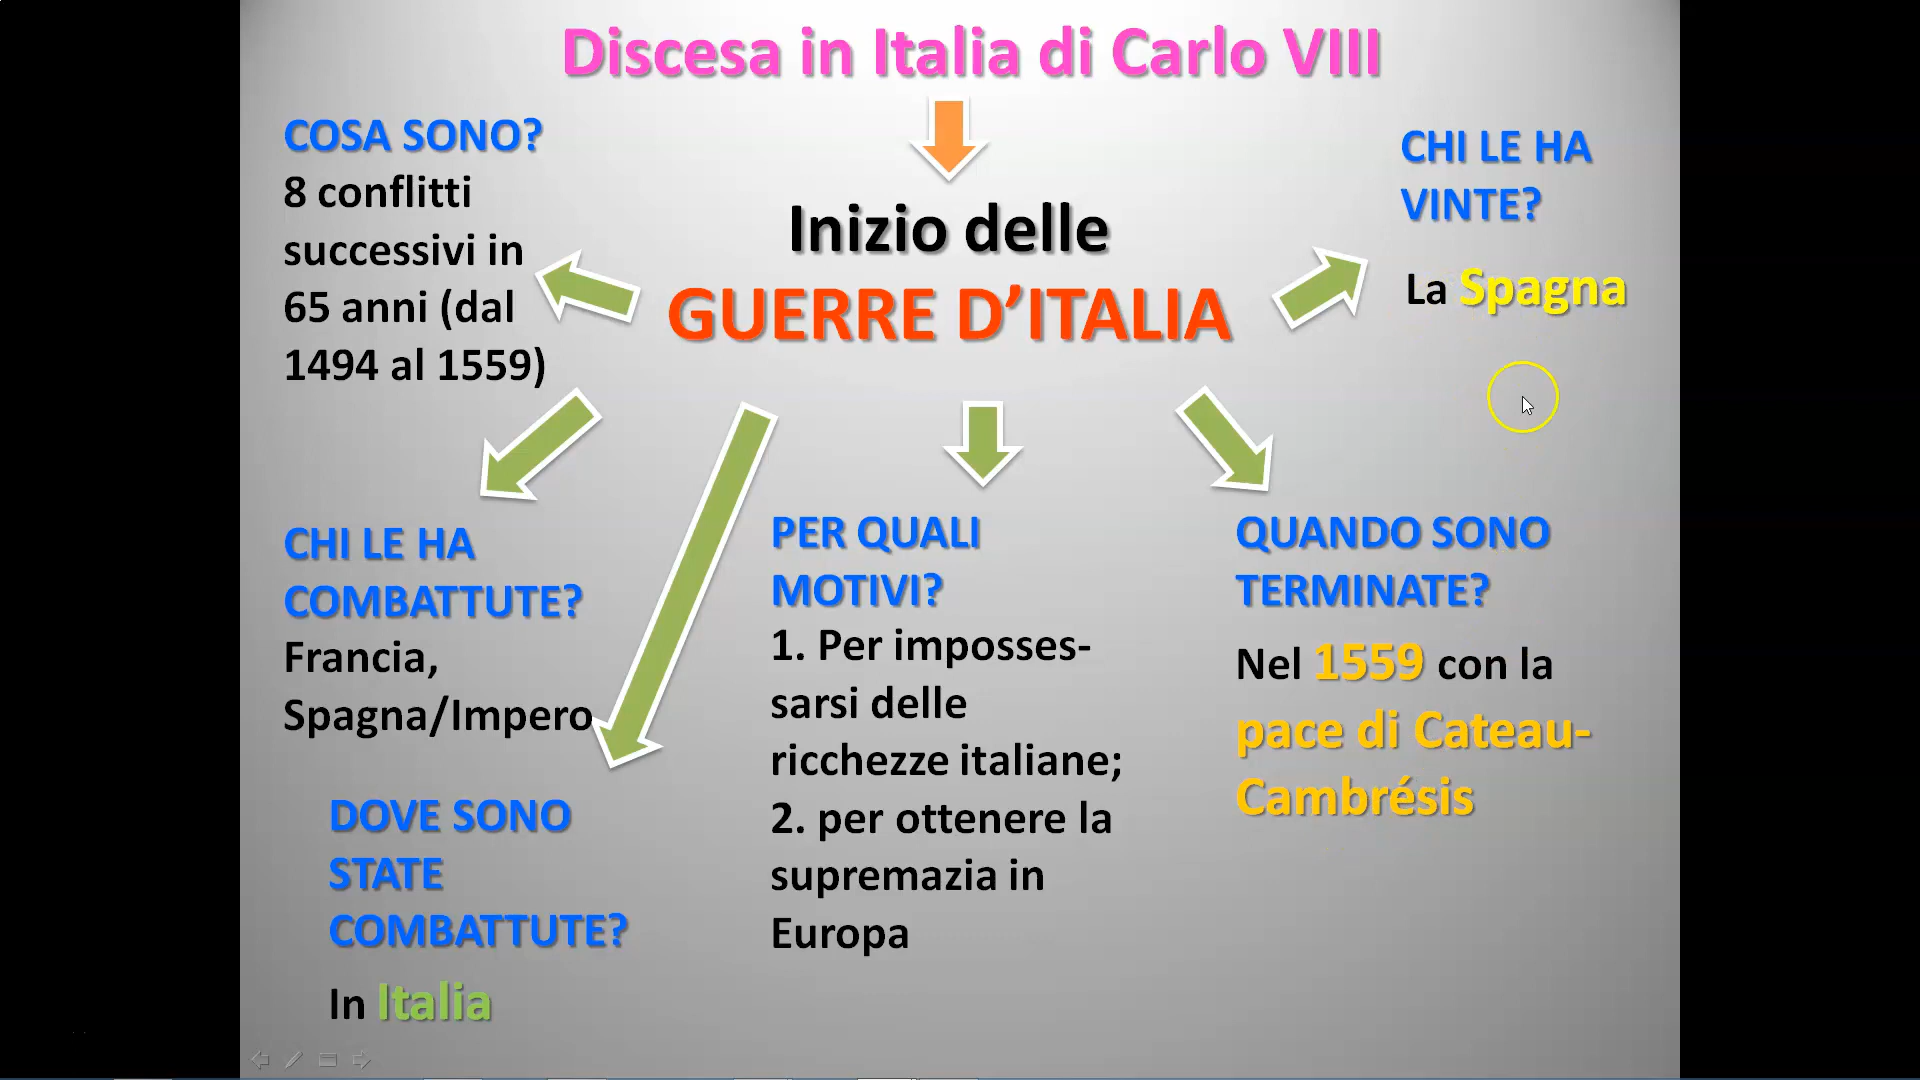 Discesa in Italia di Carlo VIII
Inizio delle
GUERRE D’ITALIA
COSA SONO?
8 conflitti
successivi in
65 anni (dal
1494 al 1559)
CHI LE HA
VINTE?
La Spagna
CHI LE HA
COMBATTUTE?
Francia,
Spagna/Impero
DOVE SONO
STATE
COMBATTUTE?
In Italia
PER QUALI
MOTIVI?
1. Per imposses-
sarsi delle
ricchezze italiane;
2. per ottenere la
supremazia in
Europa
QUANDO SONO
TERMINATE?
Nel 1559 con la
pace di Cateau-
Cambrésis